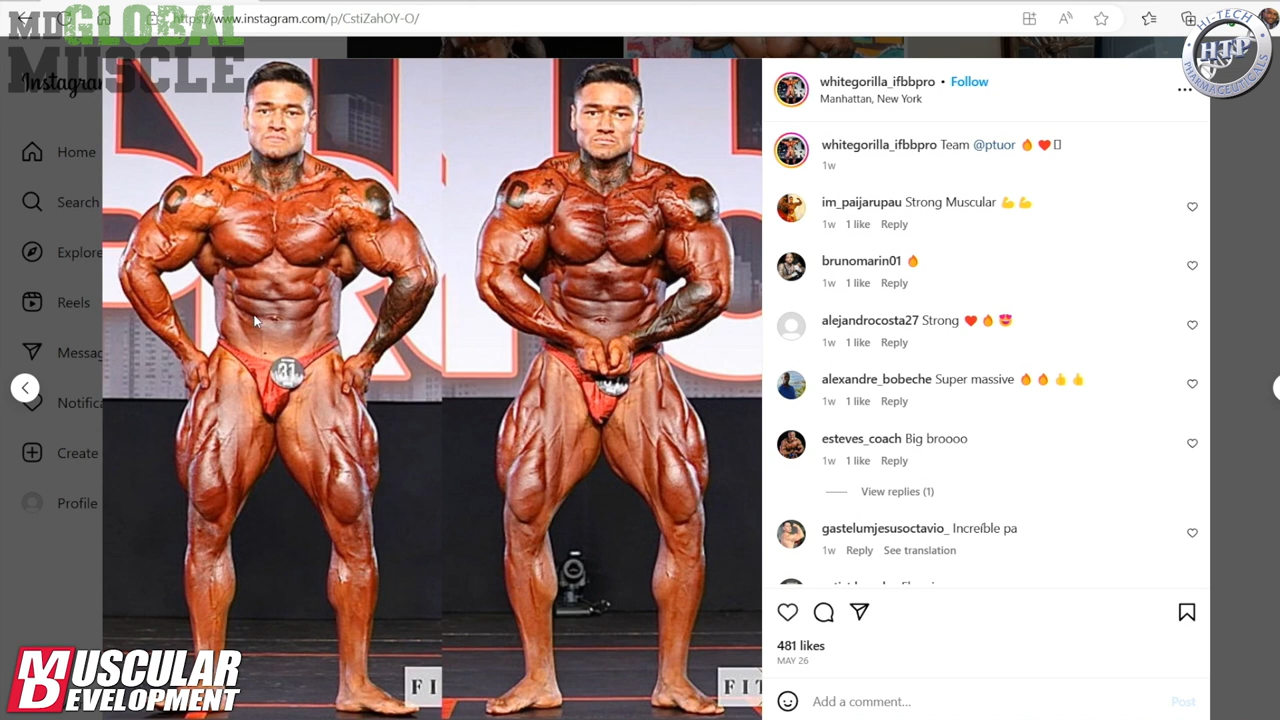 https://www.instagram.com/p/CstiZahOY-O/
MD GLOBAL
MUSCLE
HI-TECH
HTP
PHARMACEUTICALS
Instagram
Home
Search
Explore
Reels
Messag
Notifica
Create
Profile
31
FI
FIT
MUSCULAR
DEVELOPMENT
whitegorilla_ifbbpro • Follow
Manhattan, New York
whitegorilla_ifbbpro Team @ptuor 🔥 ❤️
1w
im_paijarupau Strong Muscular 💪💪
1w 1 like Reply
brunomarin01 🔥
1w 1 like Reply
alejandrocosta27 Strong ❤️ 🔥 😍
1w 1 like Reply
alexandre_bobeche Super massive 🔥 🔥 👍 👍
1w 1 like Reply
esteves_coach Big broooo
1w 1 like Reply
View replies (1)
gastelumjesusoctavio_ Increíble pa
1w Reply See translation
481 likes
MAY 26
Add a comment...
Post